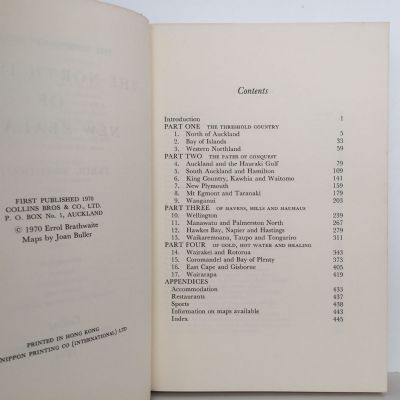 FIRST PUBLISHED 1970
COLLINS BROS & CO., LTD.
P. O. BOX No. 1, AUCKLAND
© 1970 Errol Brathwaite
Maps by Joan Buller
PRINTED IN HONG KONG
NIPPON PRINTING CO (INTERNATIONAL) LTD
Contents
Introduction 1
PART ONE THE THRESHOLD COUNTRY
1. North of Auckland 5
2. Bay of Islands 33
3. Western Northland 59
PART TWO THE PATHS OF CONQUEST
4. Auckland and the Hauraki Gulf 79
5. South Auckland and Hamilton 109
6. King Country, Kawhia and Waitomo 141
7. New Plymouth 159
8. Mt Egmont and Taranaki 179
9. Wanganui 203
PART THREE OF HAVENS, HILLS AND HAUHAUS
10. Wellington 239
11. Manawatu and Palmerston North 267
12. Hawkes Bay, Napier and Hastings 279
13. Waikaremoana, Taupo and Tongariro 311
PART FOUR OF GOLD, HOT WATER AND HEALING
14. Wairakei and Rotorua 343
15. Coromandel and Bay of Plenty 373
16. East Cape and Gisborne 405
17. Wairarapa 419
APPENDICES
Accommodation 433
Restaurants 437
Sports 438
Information on maps available 443
Index 445